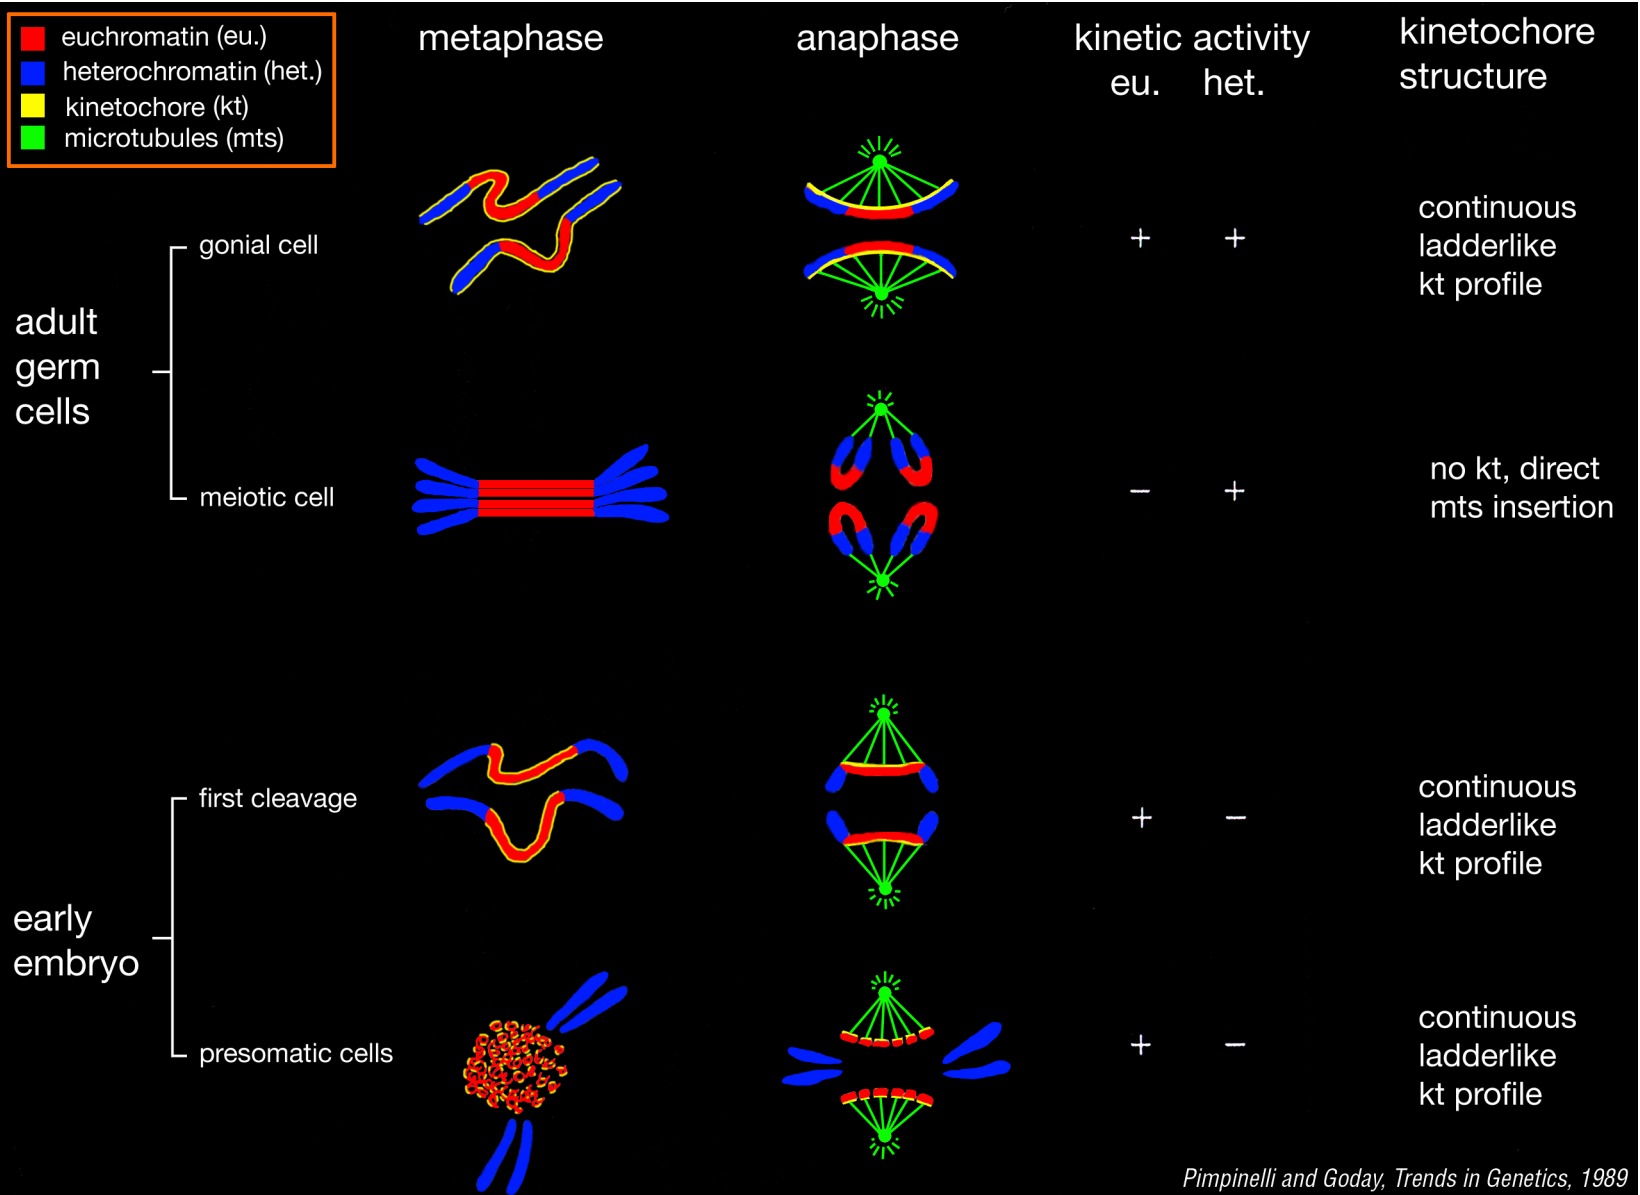 euchromatin (eu.)
heterochromatin (het.)
kinetochore (kt)
microtubules (mts)
metaphase
anaphase
kinetic activity
eu. het.
kinetochore
structure
adult
germ
cells
gonial cell
+ +
continuous
ladderlike
kt profile
meiotic cell
− +
no kt, direct
mts insertion
early
embryo
first cleavage
+ −
continuous
ladderlike
kt profile
presomatic cells
+ −
continuous
ladderlike
kt profile
Pimpinelli and Goday, Trends in Genetics, 1989